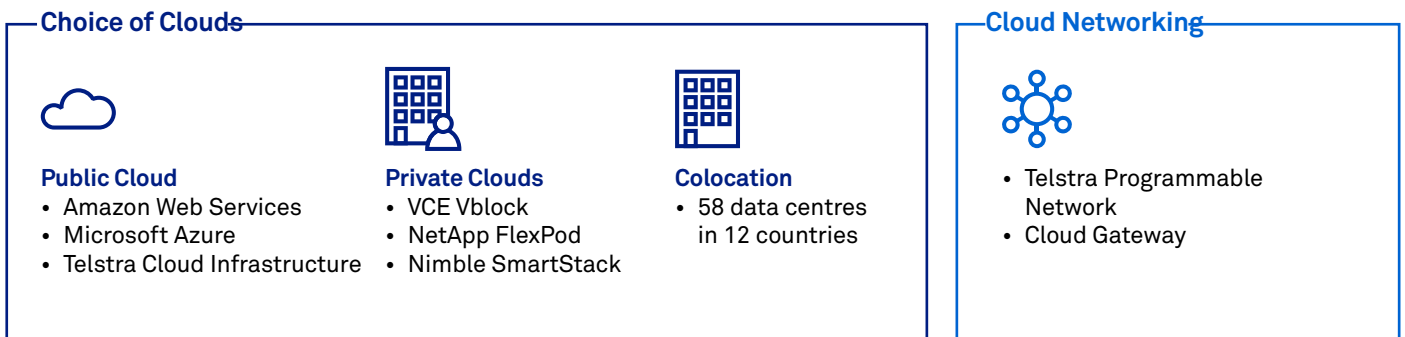 Choice of Clouds
Public Cloud
• Amazon Web Services
• Microsoft Azure
• Telstra Cloud Infrastructure
Private Clouds
• VCE Vblock
• NetApp FlexPod
• Nimble SmartStack
Colocation
• 58 data centres
in 12 countries
Cloud Networking
• Telstra Programmable
Network
• Cloud Gateway